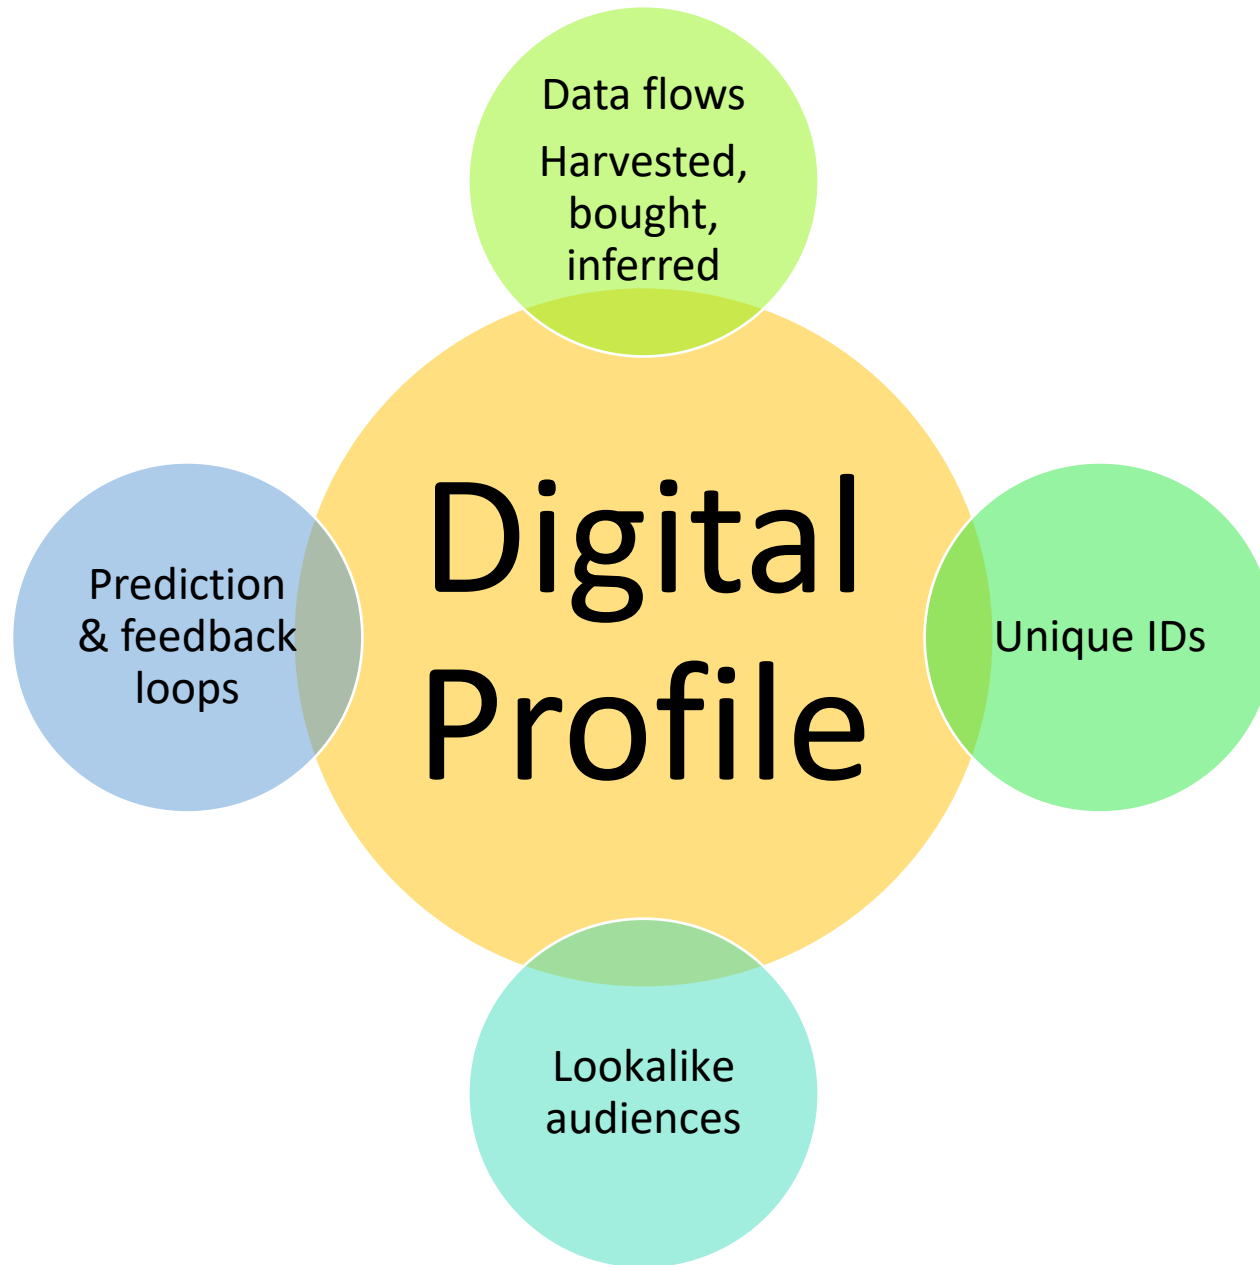 Data flows
Harvested,
bought,
inferred
Digital
Profile
Prediction
& feedback
loops
Unique IDs
Lookalike
audiences